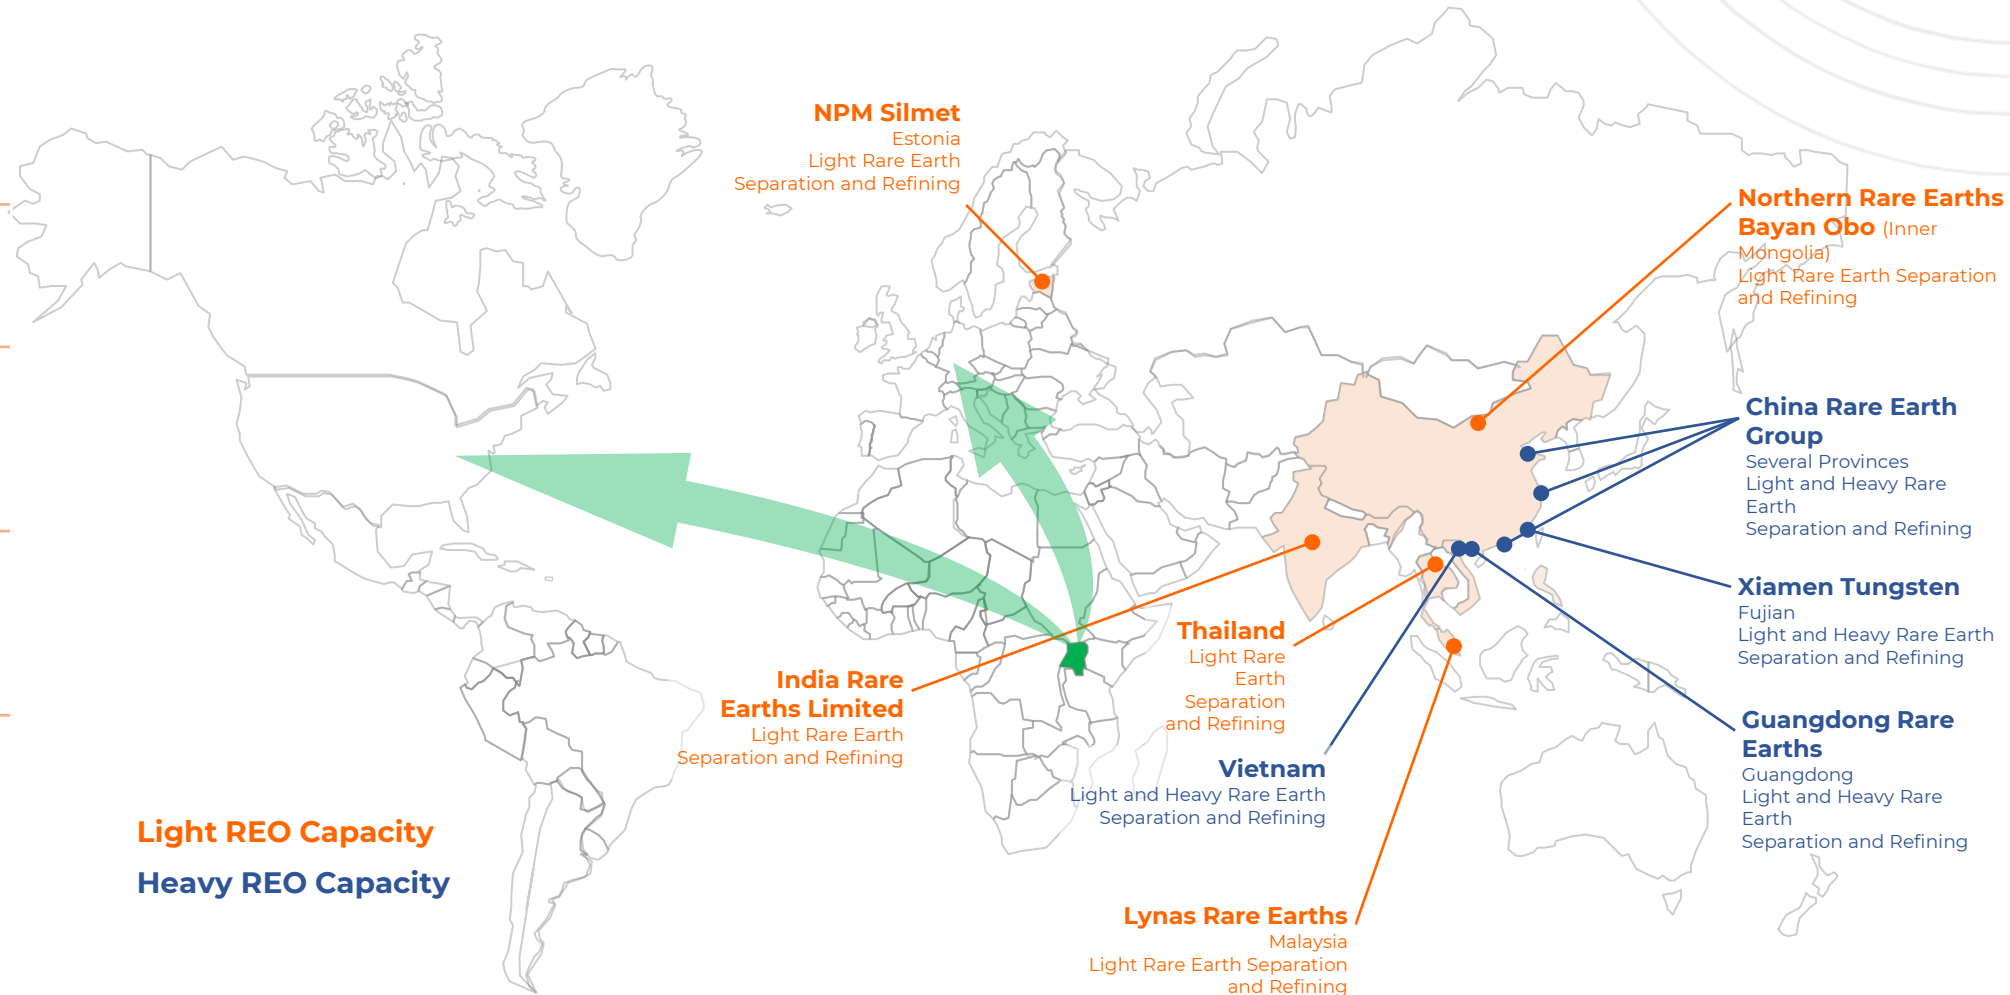 NPM Silmet
Estonia
Light Rare Earth
Separation and Refining
Northern Rare Earths
Bayan Obo (Inner
Mongolia)
Light Rare Earth Separation
and Refining
China Rare Earth
Group
Several Provinces
Light and Heavy Rare
Earth
Separation and Refining
Xiamen Tungsten
Fujian
Light and Heavy Rare Earth
Separation and Refining
Thailand
Light Rare
Earth
Separation
and Refining
India Rare
Earths Limited
Light Rare Earth
Separation and Refining
Guangdong Rare
Earths
Guangdong
Light and Heavy Rare
Earth
Separation and Refining
Vietnam
Light and Heavy Rare Earth
Separation and Refining
Light REO Capacity
Heavy REO Capacity
Lynas Rare Earths
Malaysia
Light Rare Earth Separation
and Refining